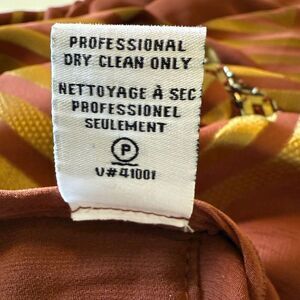 PROFESSIONAL
DRY CLEAN ONLY
NETTOYAGE À SEC
PROFESSIONEL
SEULEMENT
P
V#41001